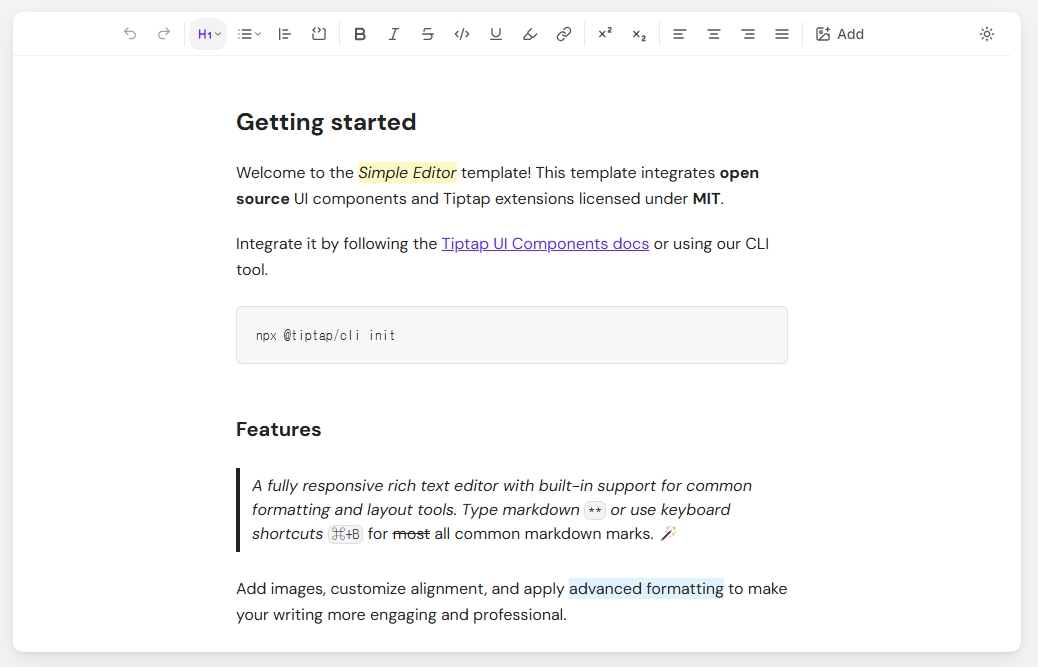 H1 B I S </> U x² x₂ Add
Getting started
Welcome to the Simple Editor template! This template integrates open
source UI components and Tiptap extensions licensed under MIT.
Integrate it by following the Tiptap UI Components docs or using our CLI
tool.
npx @tiptap/cli init
Features
A fully responsive rich text editor with built-in support for common
formatting and layout tools. Type markdown ** or use keyboard
shortcuts ⌘+B for most all common markdown marks. 🪄
Add images, customize alignment, and apply advanced formatting to make
your writing more engaging and professional.